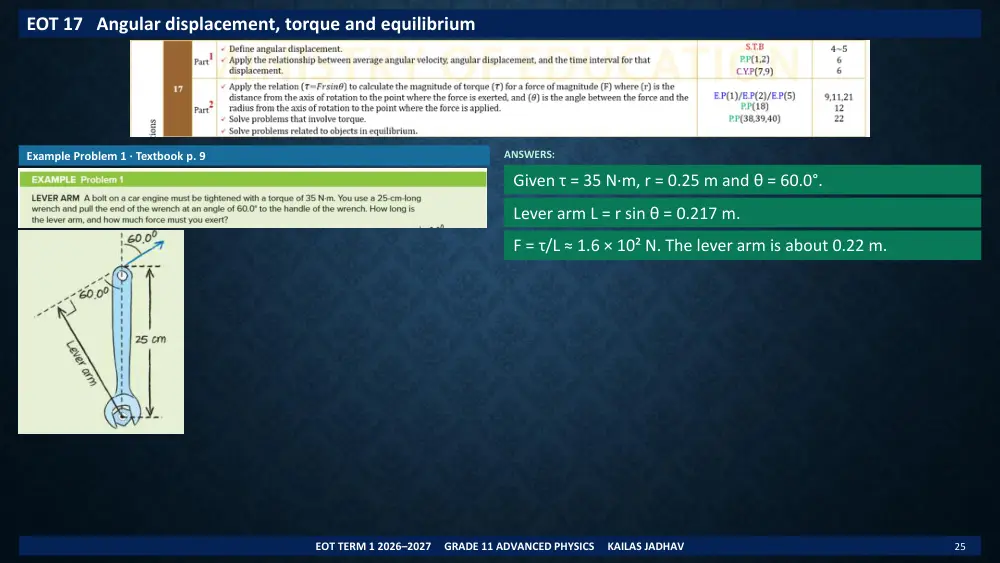 EOT 17 Angular displacement, torque and equilibrium
17
Part 1
✓ Define angular displacement.
✓ Apply the relationship between average angular velocity, angular displacement, and the time interval for that
displacement.
S.T.B
P.P(1,2)
C.Y.P(7,9)
4~5
6
6
Part 2
✓ Apply the relation (τ=Frsinθ) to calculate the magnitude of torque (τ) for a force of magnitude (F) where (r) is the
distance from the axis of rotation to the point where the force is exerted, and (θ) is the angle between the force and the
radius from the axis of rotation to the point where the force is applied.
✓ Solve problems that involve torque.
✓ Solve problems related to objects in equilibrium.
E.P(1)/E.P(2)/E.P(5)
P.P(18)
P.P(38,39,40)
9,11,21
12
22
Example Problem 1 · Textbook p. 9
EXAMPLE Problem 1
LEVER ARM A bolt on a car engine must be tightened with a torque of 35 N·m. You use a 25-cm-long
wrench and pull the end of the wrench at an angle of 60.0° to the handle of the wrench. How long is
the lever arm, and how much force must you exert?
60.0°
60.0°
25 cm
Lever arm
ANSWERS:
Given τ = 35 N·m, r = 0.25 m and θ = 60.0°.
Lever arm L = r sin θ = 0.217 m.
F = τ/L ≈ 1.6 × 10² N. The lever arm is about 0.22 m.
EOT TERM 1 2026–2027 GRADE 11 ADVANCED PHYSICS KAILAS JADHAV
25